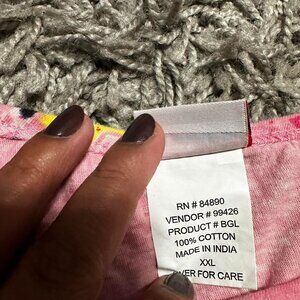 RN # 84890
VENDOR # 99426
PRODUCT # BGL
100% COTTON
MADE IN INDIA
XXL
FOR CARE